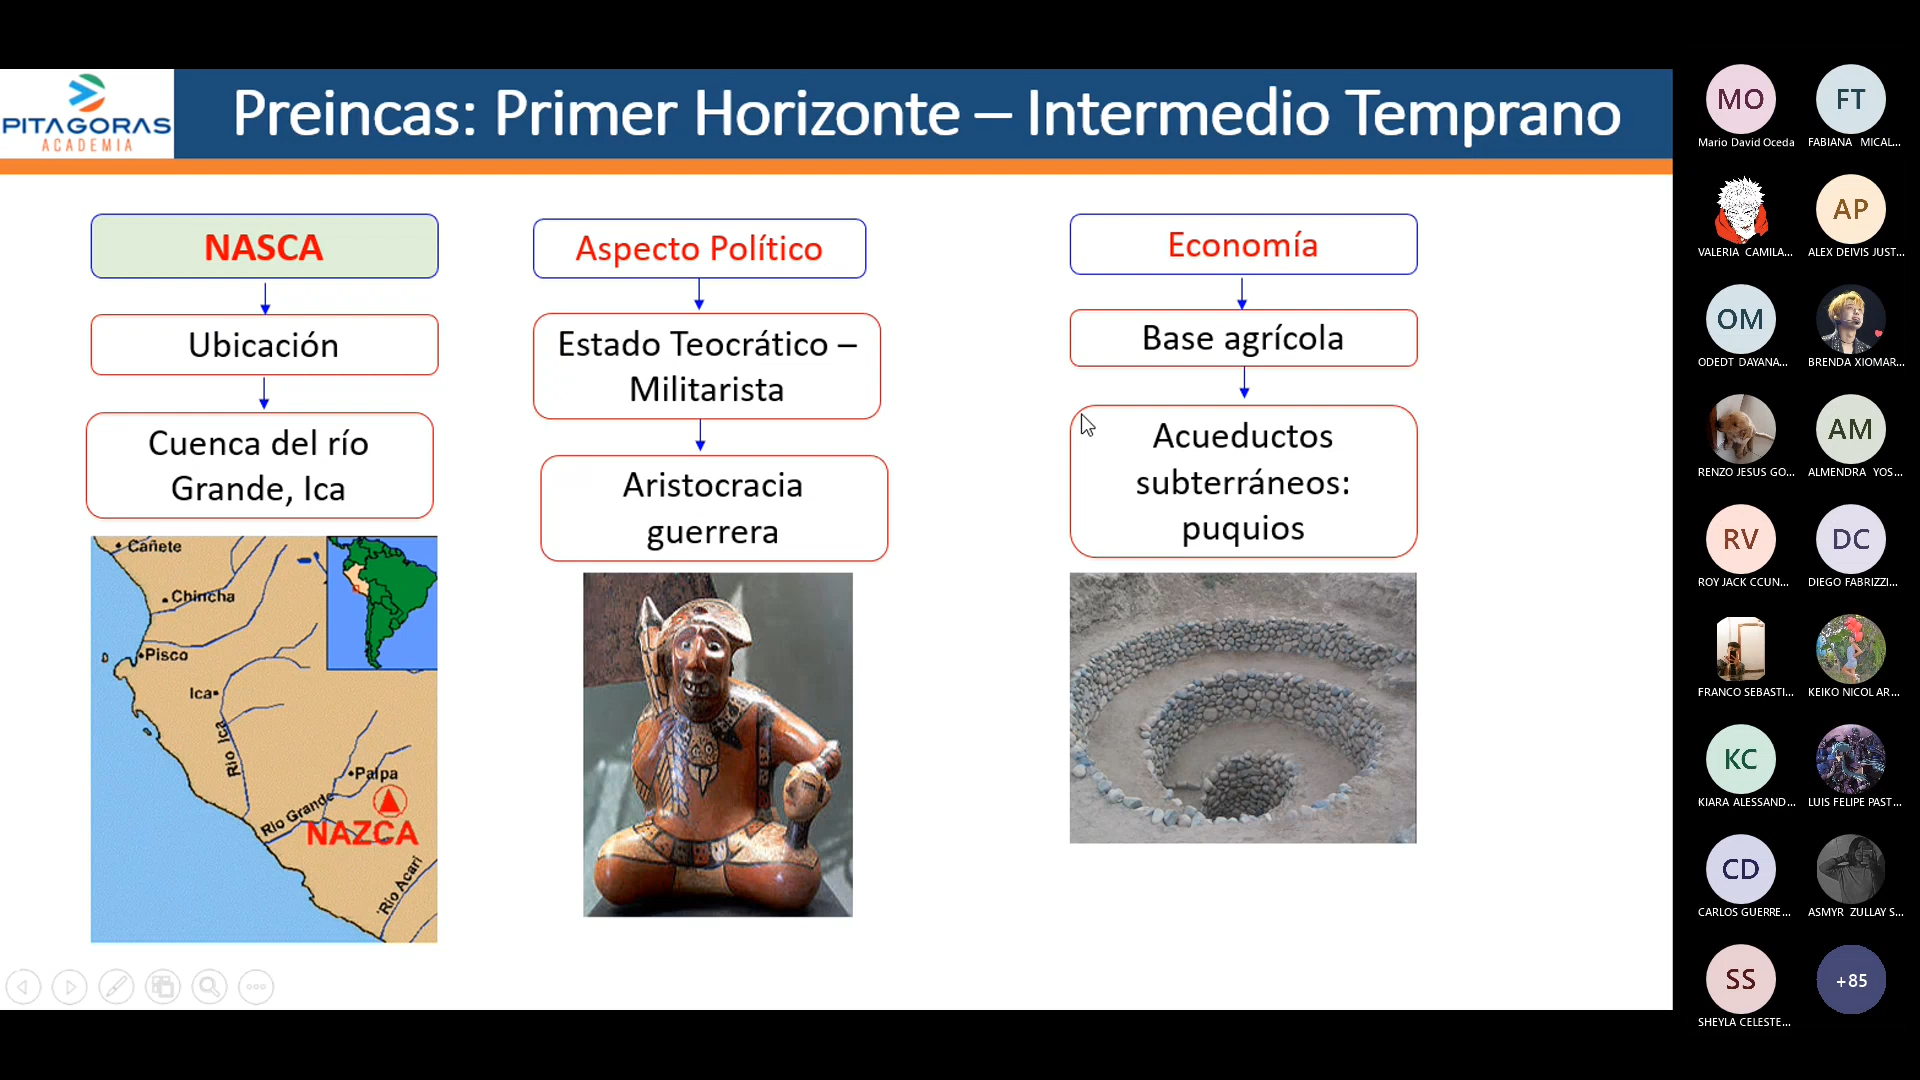 PITAGORAS
ACADEMIA
Preincas: Primer Horizonte – Intermedio Temprano
NASCA
Ubicación
Cuenca del río
Grande, Ica
Cañete
Chincha
Pisco
Ica
Río Ica
Palpa
Río Grande
NAZCA
Río Acarí
Aspecto Político
Estado Teocrático –
Militarista
Aristocracia
guerrera
Economía
Base agrícola
Acueductos
subterráneos:
puquios
MO
Mario David Oceda
FT
FABIANA MICAL...
VALERIA CAMILA...
AP
ALEX DEIVIS JUST...
OM
ODEDT DAYANA...
BRENDA XIOMAR...
RENZO JESUS GO...
AM
ALMENDRA YOS...
RV
ROY JACK CCUN...
DC
DIEGO FABRIZZI...
FRANCO SEBASTI...
KEIKO NICOL AR...
KC
KIARA ALESSAND...
LUIS FELIPE PAST...
CD
CARLOS GUERRE...
ASMYR ZULLAY S...
SS
SHEYLA CELESTE...
+85